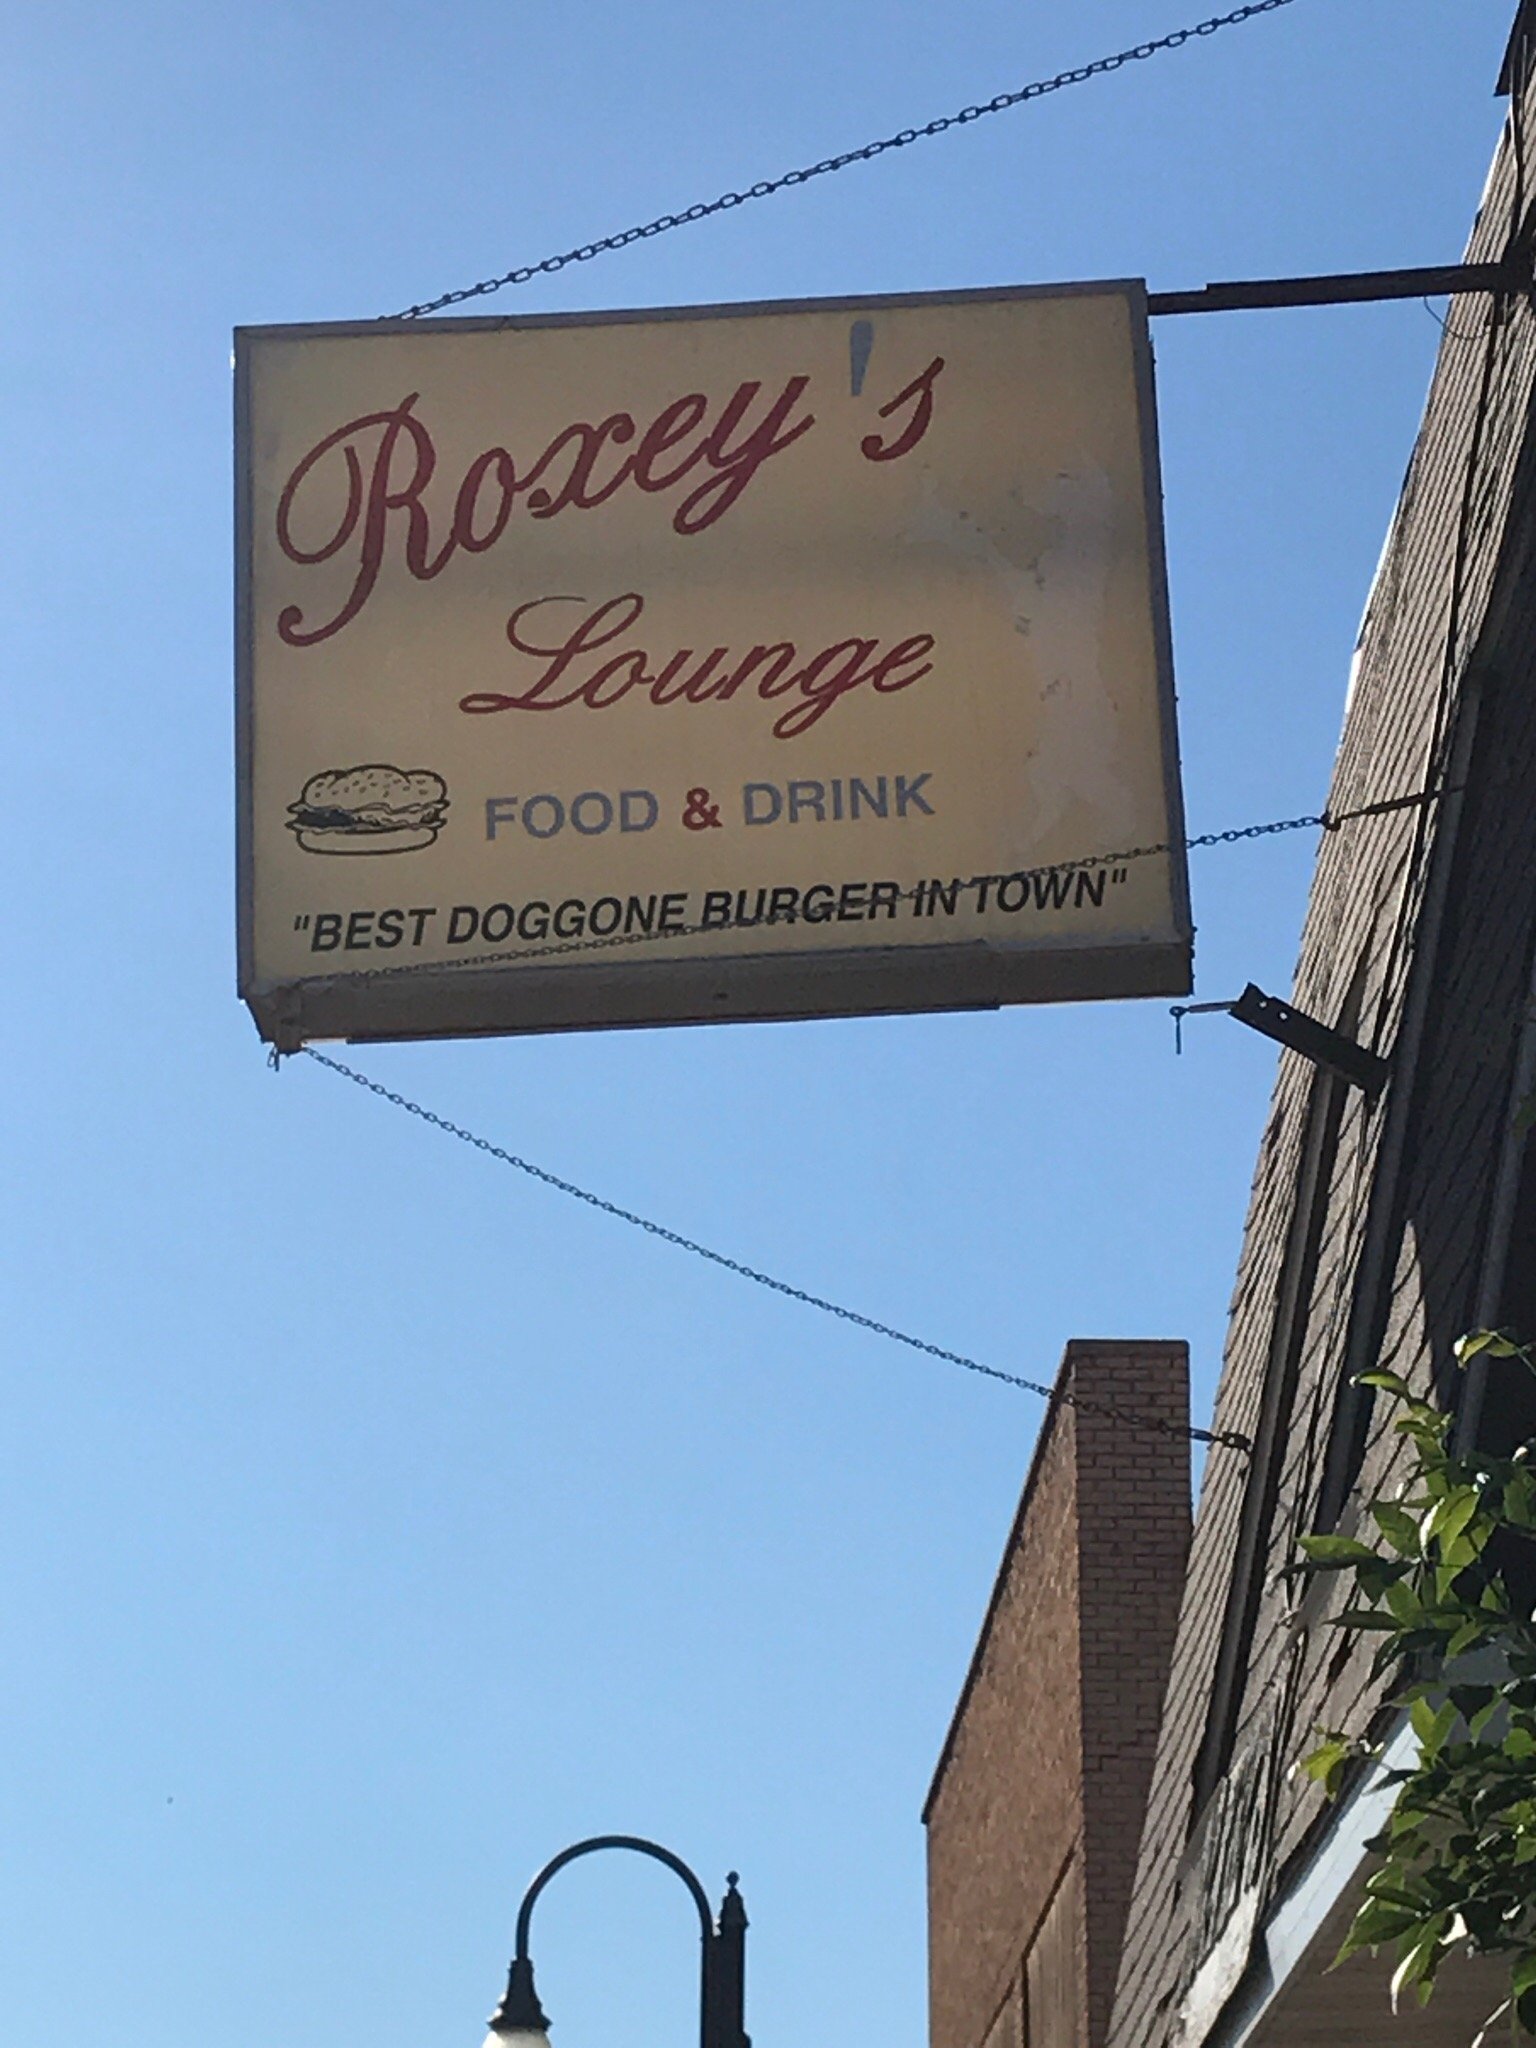 Roxey's
Lounge
FOOD & DRINK
"BEST DOGGONE BURGER IN TOWN"